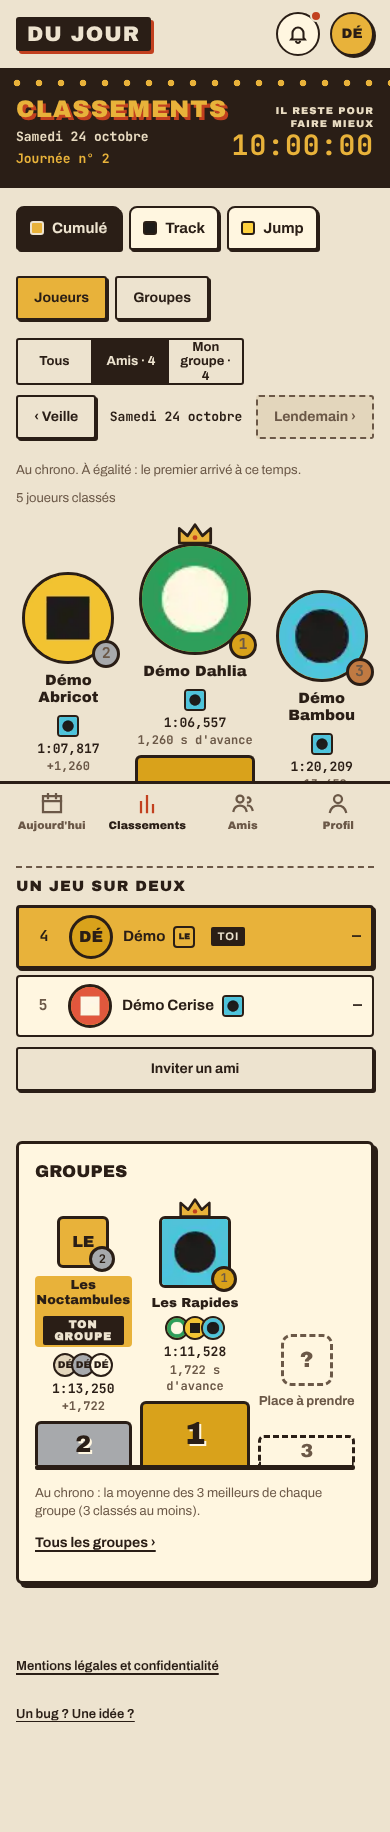 DU JOUR
DÉ
CLASSEMENTS
Samedi 24 octobre
Journée n° 2
IL RESTE POUR
FAIRE MIEUX
10:00:00
Cumulé
Track
Jump
Joueurs
Groupes
Tous
Amis · 4
Mon
groupe ·
4
‹ Veille
Samedi 24 octobre
Lendemain ›
Au chrono. À égalité : le premier arrivé à ce temps.
5 joueurs classés
2
Démo
Abricot
1:07,817
+1,260
1
Démo Dahlia
1:06,557
1,260 s d'avance
3
Démo
Bambou
1:20,209
Aujourd'hui
Classements
Amis
Profil
UN JEU SUR DEUX
4
DÉ
Démo
LE
TOI
–
5
Démo Cerise
–
Inviter un ami
GROUPES
LE
2
Les
Noctambules
TON
GROUPE
DÉ
DÉ
DÉ
1:13,250
+1,722
2
1
Les Rapides
1:11,528
1,722 s
d'avance
1
?
Place à prendre
3
Au chrono : la moyenne des 3 meilleurs de chaque
groupe (3 classés au moins).
Tous les groupes ›
Mentions légales et confidentialité
Un bug ? Une idée ?